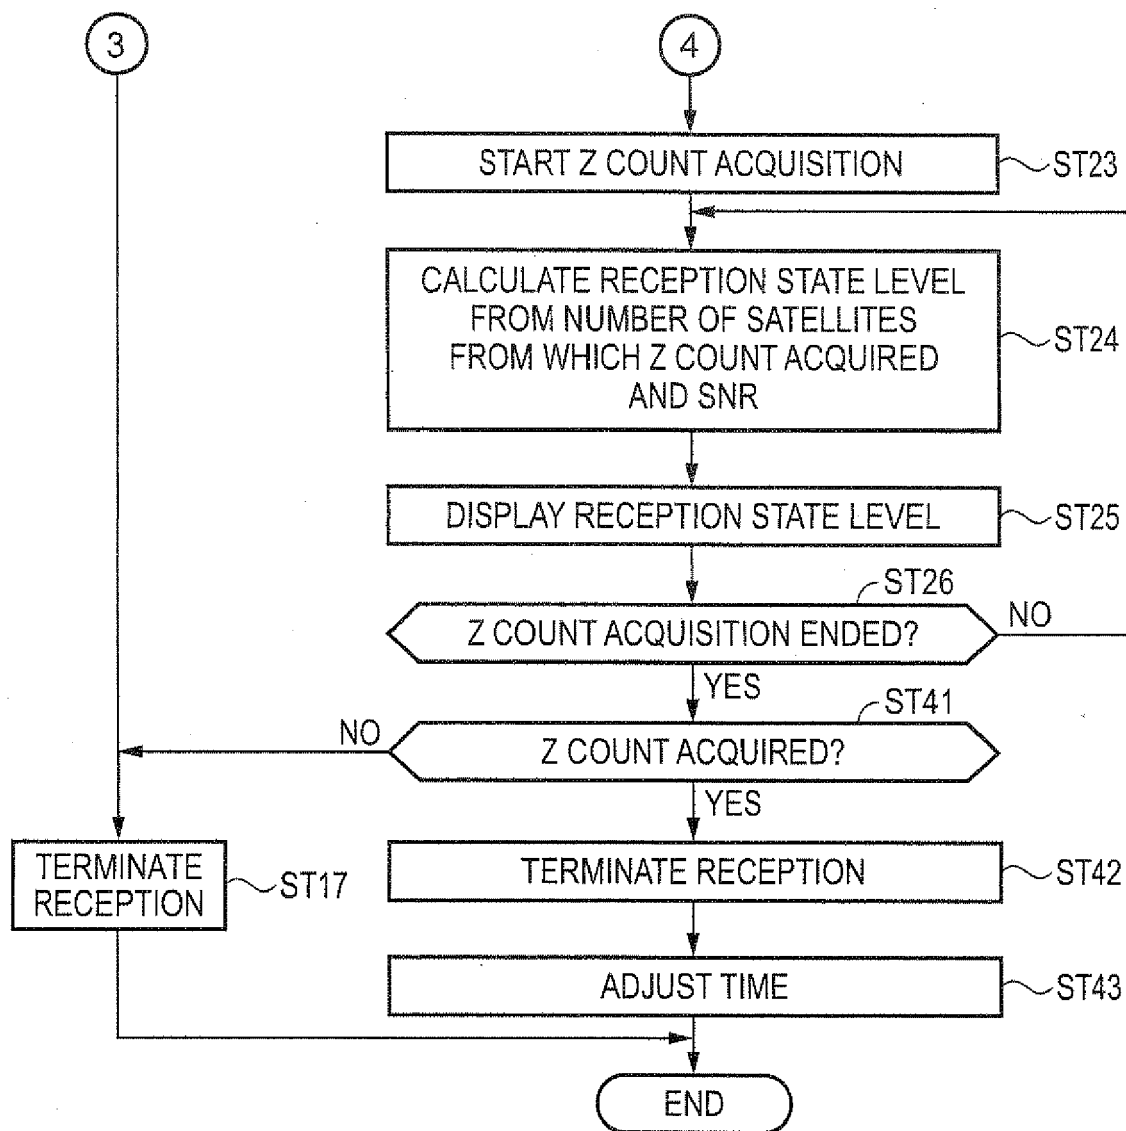 3
4
START Z COUNT ACQUISITION
ST23
CALCULATE RECEPTION STATE LEVEL
FROM NUMBER OF SATELLITES
FROM WHICH Z COUNT ACQUIRED
AND SNR
ST24
DISPLAY RECEPTION STATE LEVEL
ST25
ST26
Z COUNT ACQUISITION ENDED?
NO
YES
ST41
NO
Z COUNT ACQUIRED?
YES
TERMINATE
RECEPTION
ST17
TERMINATE RECEPTION
ST42
ADJUST TIME
ST43
END